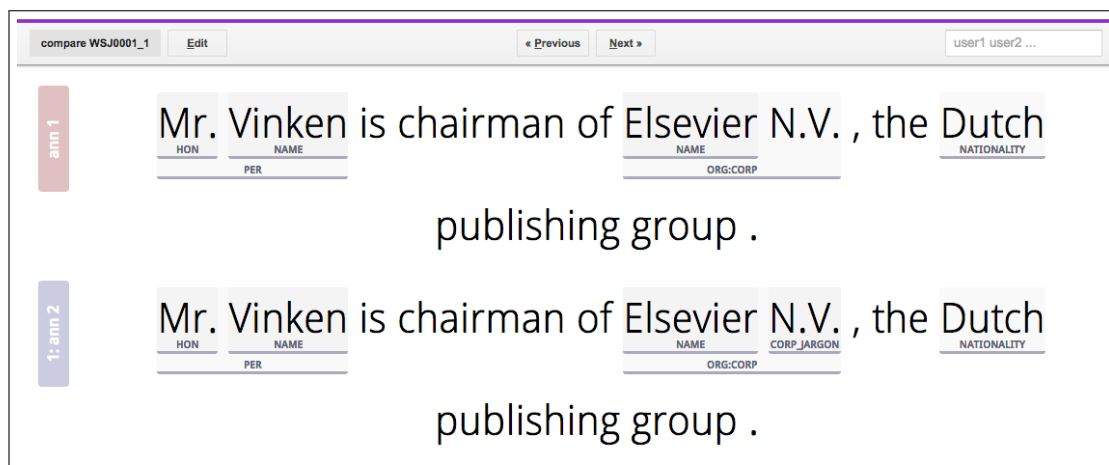 compare WSJ0001_1 Edit « Previous Next » user1 user2 ...
ann 1
Mr. Vinken is chairman of Elsevier N.V. , the Dutch
HON NAME NAME NATIONALITY
PER ORG:CORP
publishing group .
1: ann 2
Mr. Vinken is chairman of Elsevier N.V. , the Dutch
HON NAME NAME CORP_JARGON NATIONALITY
PER ORG:CORP
publishing group .